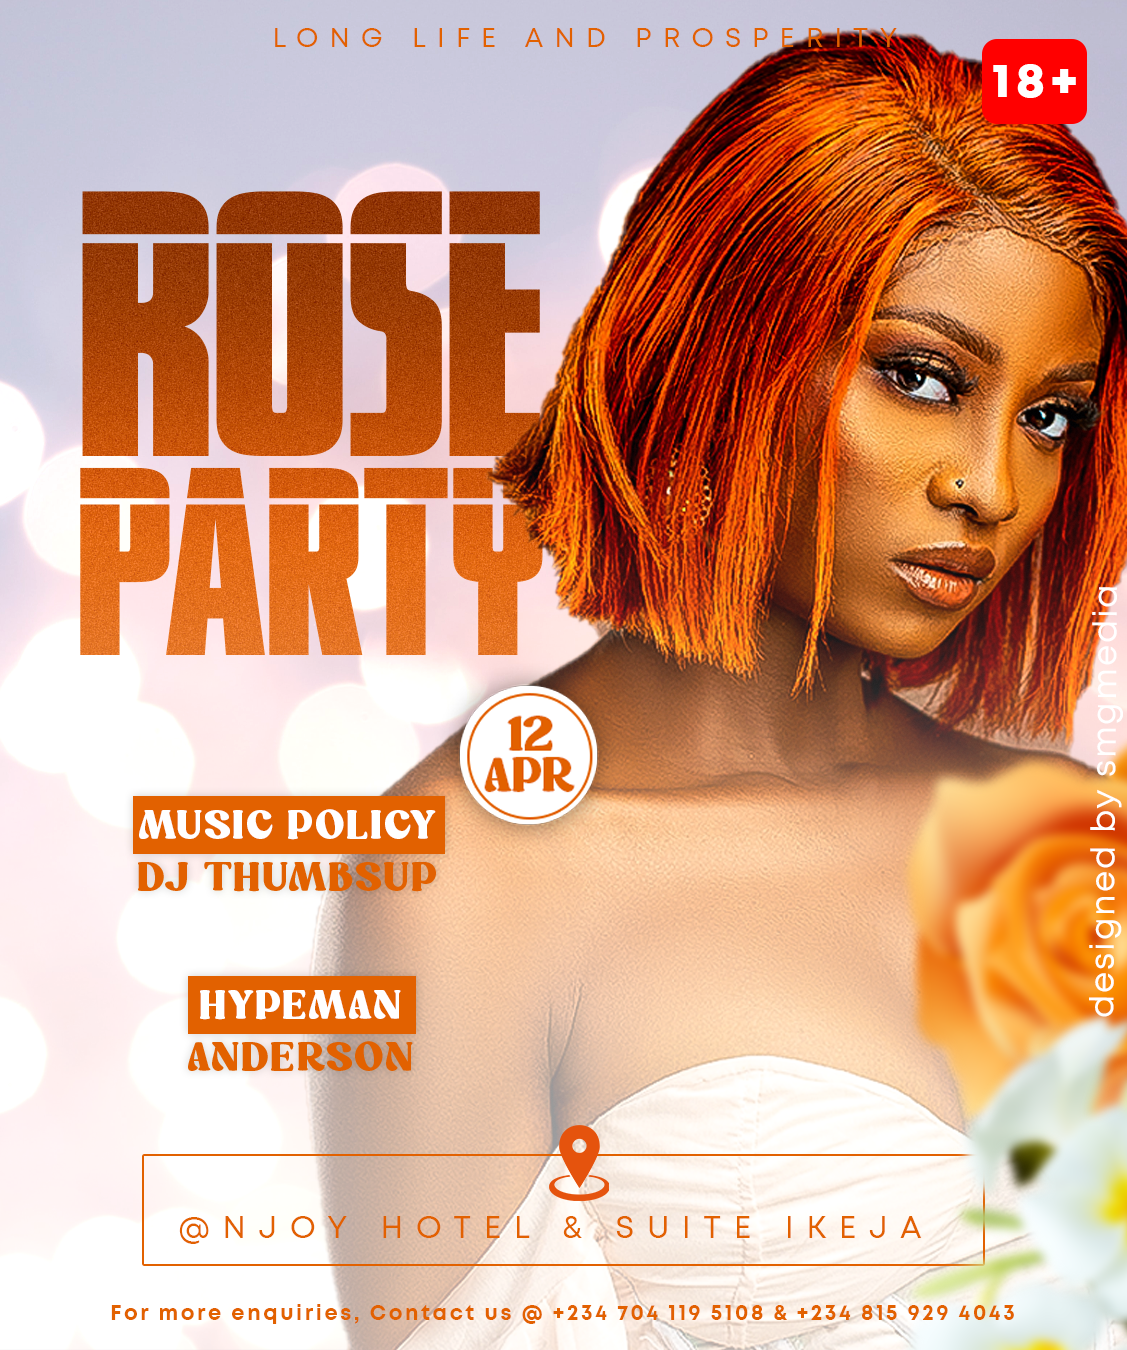 LONG LIFE AND PROSPERITY
18+
ROSE
PARTY
12
APR
MUSIC POLICY
DJ THUMBSUP
HYPEMAN
ANDERSON
@NJOY HOTEL & SUITE IKEJA
For more enquiries, Contact us @ +234 704 119 5108 & +234 815 929 4043
designed by smgmedia